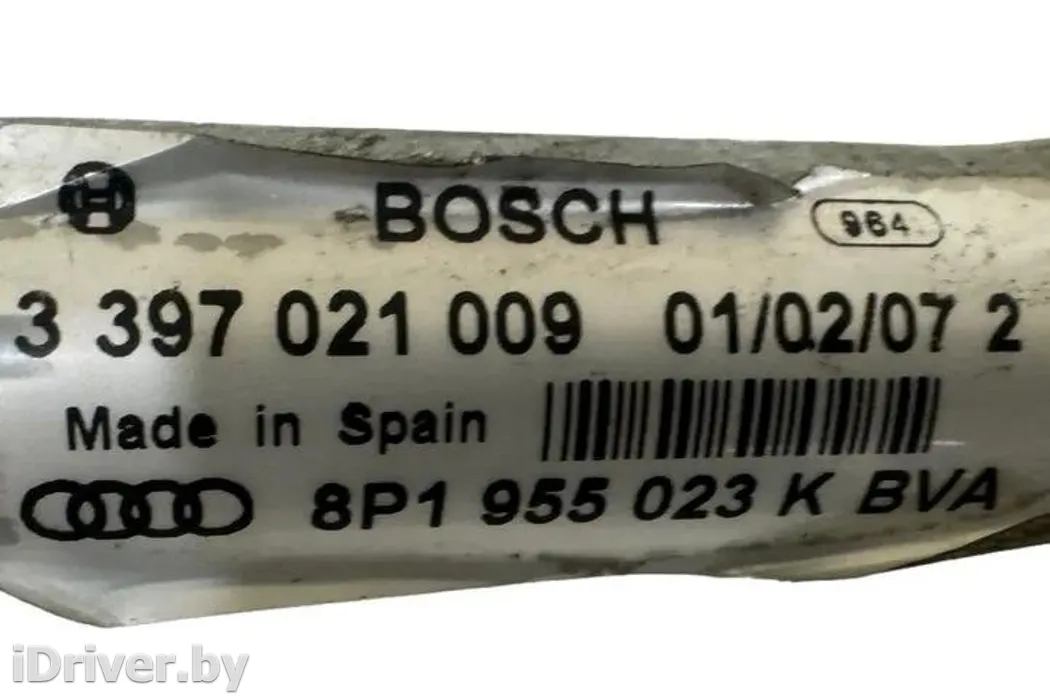 BOSCH 964
3 397 021 009 01/02/07 2
Made in Spain
8P1 955 023 K BVA
iDriver.by